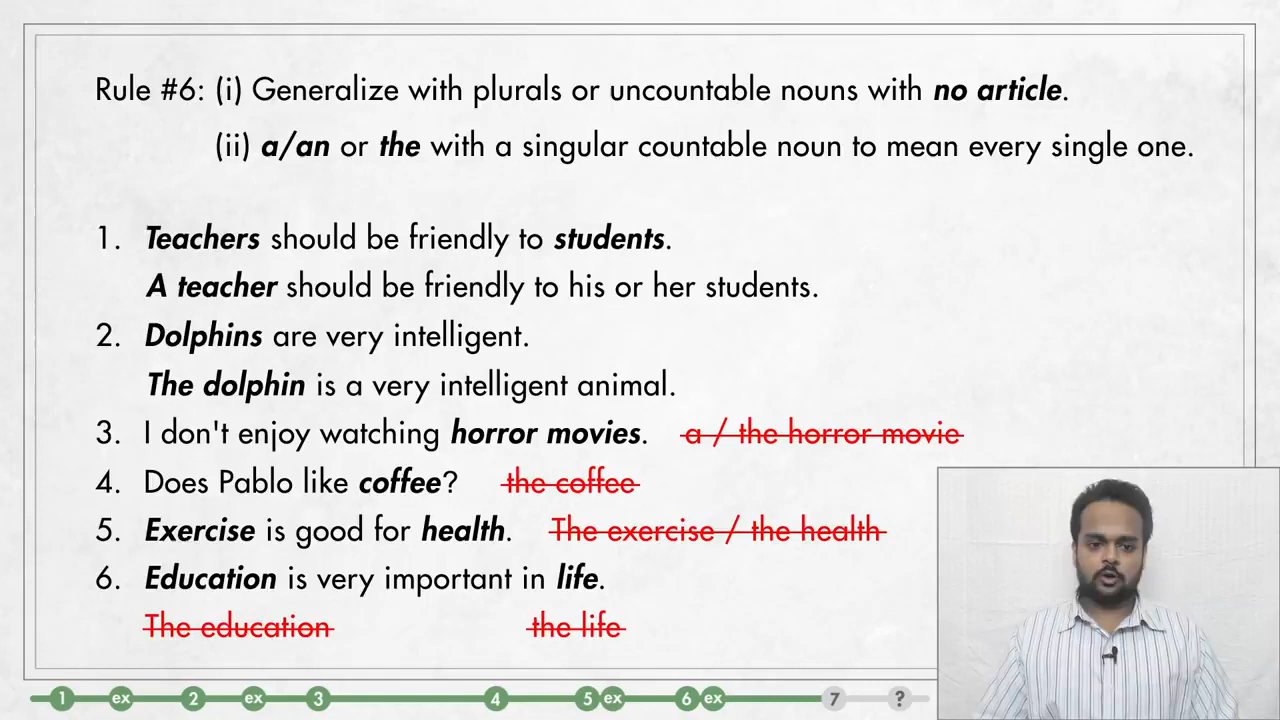 Rule #6: (i) Generalize with plurals or uncountable nouns with no article.
(ii) a/an or the with a singular countable noun to mean every single one.
1. Teachers should be friendly to students.
A teacher should be friendly to his or her students.
2. Dolphins are very intelligent.
The dolphin is a very intelligent animal.
3. I don't enjoy watching horror movies. a / the horror movie
4. Does Pablo like coffee? the coffee
5. Exercise is good for health. The exercise / the health
6. Education is very important in life.
The education the life
1 ex 2 ex 3 4 5 ex 6 ex 7 ?